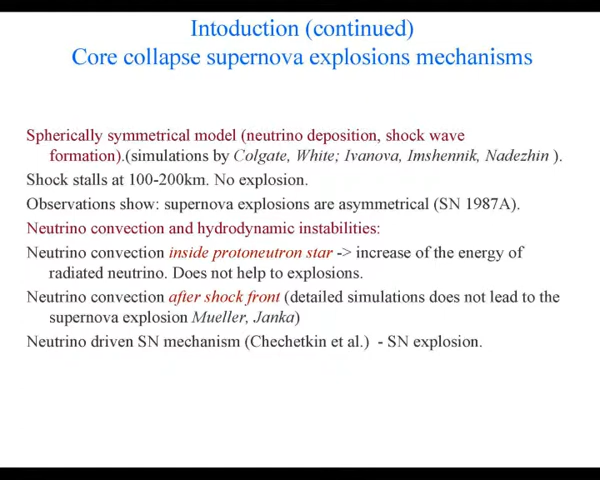 Intoduction (continued)
Core collapse supernova explosions mechanisms
Spherically symmetrical model (neutrino deposition, shock wave
formation).(simulations by Colgate, White; Ivanova, Imshennik, Nadezhin ).
Shock stalls at 100-200km. No explosion.
Observations show: supernova explosions are asymmetrical (SN 1987A).
Neutrino convection and hydrodynamic instabilities:
Neutrino convection inside protoneutron star -> increase of the energy of
radiated neutrino. Does not help to explosions.
Neutrino convection after shock front (detailed simulations does not lead to the
supernova explosion Mueller, Janka)
Neutrino driven SN mechanism (Chechetkin et al.)  - SN explosion.